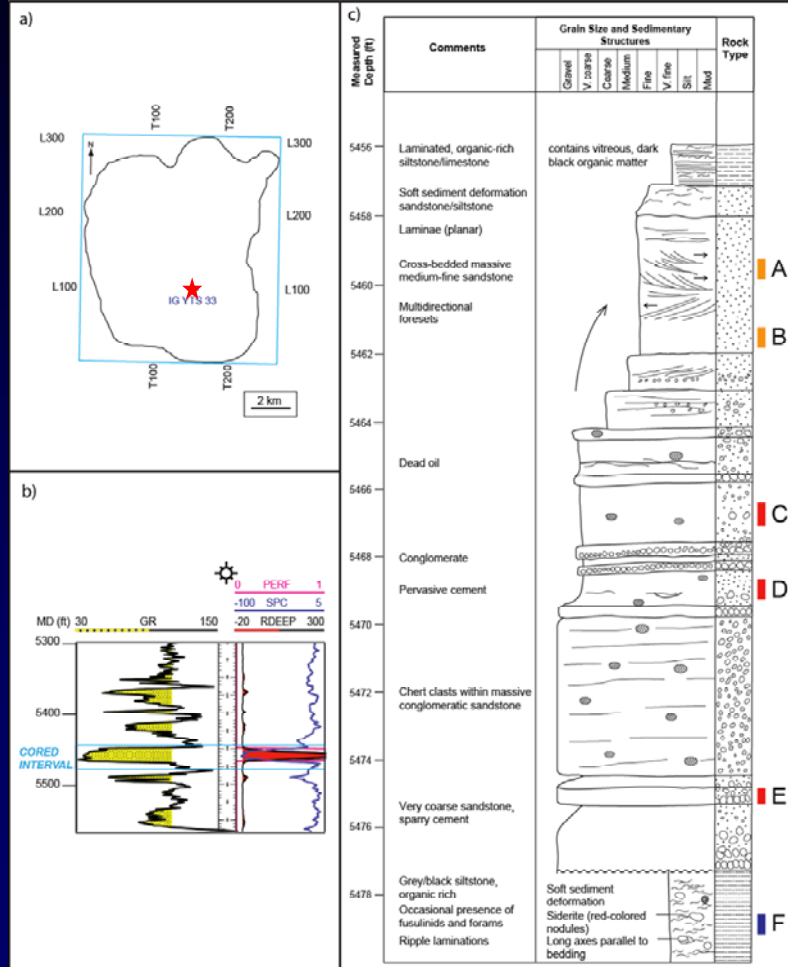 a)
T100
T200
L300
L300
N
L200
L200
L100
L100
IG YTS 33
T100
T200
2 km
b)
0 PERF 1
-100 SPC 5
MD (ft) 30 GR 150 -20 RDEEP 300
5300
5400
CORED
INTERVAL
5500
c)
Measured
Depth (ft)
Comments
Grain Size and Sedimentary
Structures
Rock
Type
Gravel
V. coarse
Coarse
Medium
Fine
V. fine
Silt
Mud
5456
Laminated, organic-rich
siltstone/limestone
contains vitreous, dark
black organic matter
Soft sediment deformation
sandstone/siltstone
5458
Laminae (planar)
Cross-bedded massive
medium-fine sandstone
A
5460
Multidirectional
foresets
B
5462
5464
Dead oil
5466
C
5468
Conglomerate
Pervasive cement
D
5470
5472
Chert clasts within massive
conglomeratic sandstone
5474
E
Very coarse sandstone,
sparry cement
5476
5478
Grey/black siltstone,
organic rich
Occasional presence of
fusulinids and forams
Ripple laminations
Soft sediment
deformation
Siderite (red-colored
nodules)
Long axes parallel to
bedding
F